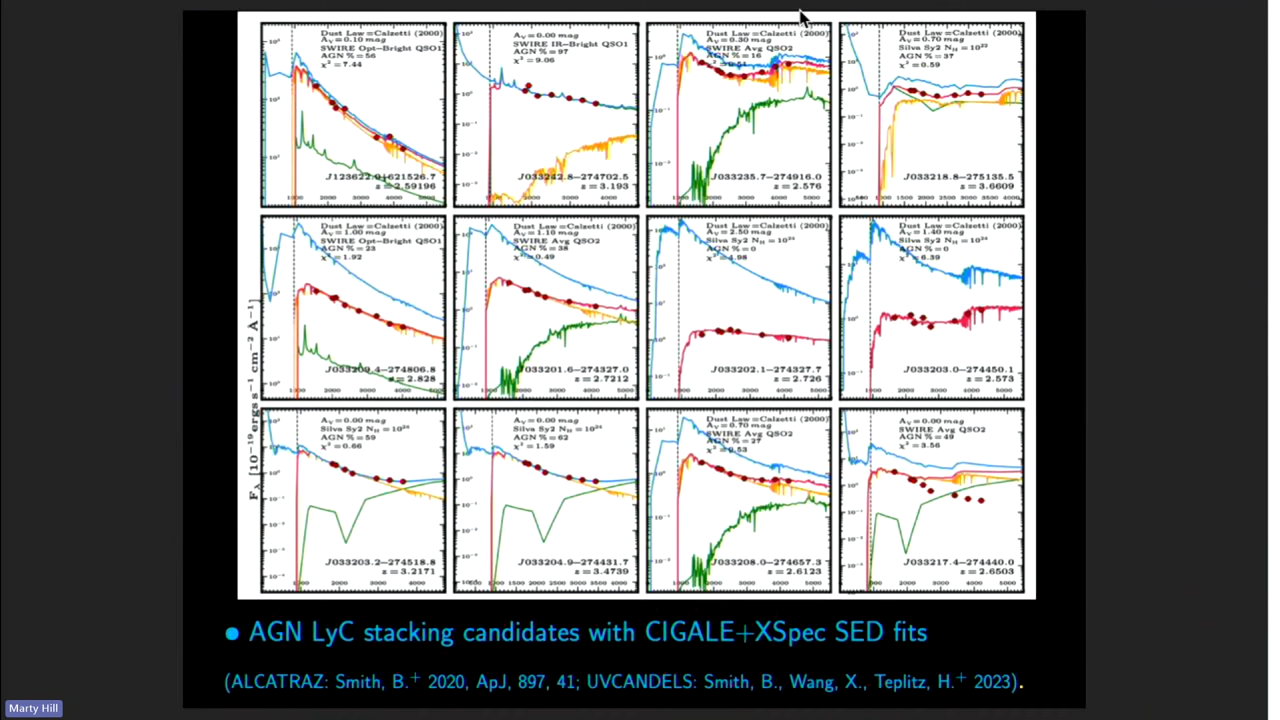 Dust Law=Calzetti (2000)
A_V=0.10 mag
SWIRE Opt-Bright QSO1
AGN %=56
χ²=7.44
J123622.9+621526.7
z=2.59196
A_V=0.00 mag
SWIRE IR-Bright QSO1
AGN %=97
χ²=9.06
J033242.8-274702.5
z=3.193
Dust Law=Calzetti (2000)
A_V=0.30 mag
SWIRE Avg QSO2
AGN %=16
J033235.7-274916.0
z=2.576
Dust Law=Calzetti (2000)
A_V=0.70 mag
Silva Sy2 N_H=10²²
AGN %=37
χ²=0.59
J033218.8-275135.5
z=3.6609
Dust Law=Calzetti (2000)
A_V=1.00 mag
SWIRE Opt-Bright QSO1
AGN %=23
χ²=1.92
J033209.4-274806.8
z=2.828
Dust Law=Calzetti (2000)
A_V=1.10 mag
SWIRE Avg QSO2
AGN %=38
χ²=0.49
J033201.6-274327.0
z=2.7212
Dust Law=Calzetti (2000)
A_V=2.50 mag
Silva Sy2 N_H=10²⁴
AGN %=0
χ²=4.98
J033202.1-274327.7
z=2.726
Dust Law=Calzetti (2000)
A_V=1.40 mag
Silva Sy2 N_H=10²⁴
AGN %=0
χ²=6.39
J033203.0-274450.1
z=2.573
F_λ [10⁻¹⁹ ergs s⁻¹ cm⁻² Å⁻¹]
A_V=0.00 mag
Silva Sy2 N_H=10²⁴
AGN %=59
χ²=0.66
J033203.2-274518.8
z=3.2171
A_V=0.00 mag
Silva Sy2 N_H=10²⁴
AGN %=62
χ²=1.59
J033204.9-274431.7
z=3.4739
Dust Law=Calzetti (2000)
A_V=0.70 mag
SWIRE Avg QSO2
AGN %=27
χ²=0.53
J033208.0-274657.3
z=2.6123
A_V=0.00 mag
SWIRE Avg QSO2
AGN %=49
χ²=3.56
J033217.4-274440.0
z=2.6503
● AGN LyC stacking candidates with CIGALE+XSpec SED fits
(ALCATRAZ: Smith, B.⁺ 2020, ApJ, 897, 41; UVCANDELS: Smith, B., Wang, X., Teplitz, H.⁺ 2023).
Marty Hill